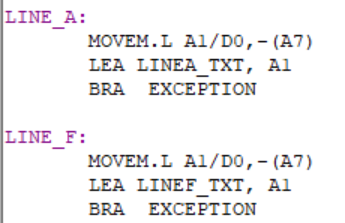 LINE_A:
MOVEM.L A1/D0,-(A7)
LEA LINEA_TXT, A1
BRA EXCEPTION
LINE_F:
MOVEM.L A1/D0,-(A7)
LEA LINEF_TXT, A1
BRA EXCEPTION